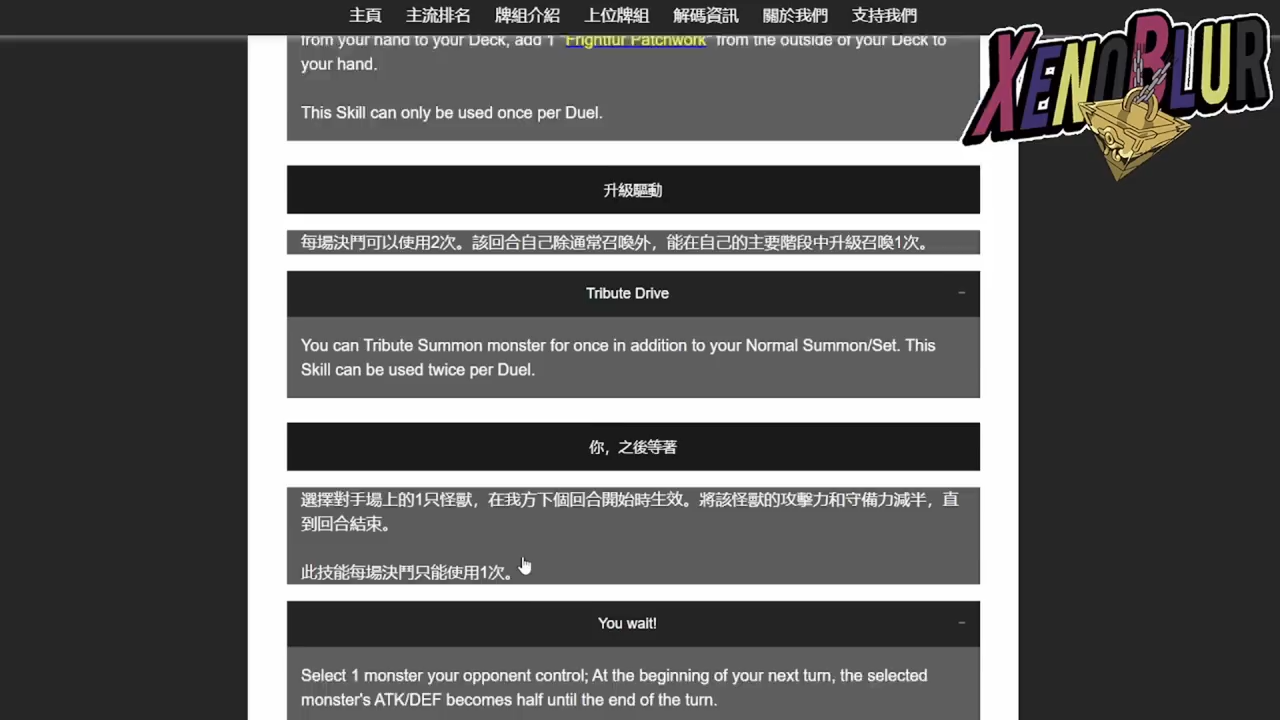 主頁 主流排名 牌組介紹 上位牌組 解碼資訊 關於我們 支持我們
XENOBLUR
from your hand to your Deck, add 1 "Frightfur Patchwork" from the outside of your Deck to
your hand.
This Skill can only be used once per Duel.
升級驅動
每場決鬥可以使用2次。該回合自己除通常召喚外，能在自己的主要階段中升級召喚1次。
Tribute Drive −
You can Tribute Summon monster for once in addition to your Normal Summon/Set. This
Skill can be used twice per Duel.
你，之後等著
選擇對手場上的1只怪獸，在我方下個回合開始時生效。將該怪獸的攻擊力和守備力減半，直
到回合結束。
此技能每場決鬥只能使用1次。
You wait! −
Select 1 monster your opponent control; At the beginning of your next turn, the selected
monster's ATK/DEF becomes half until the end of the turn.